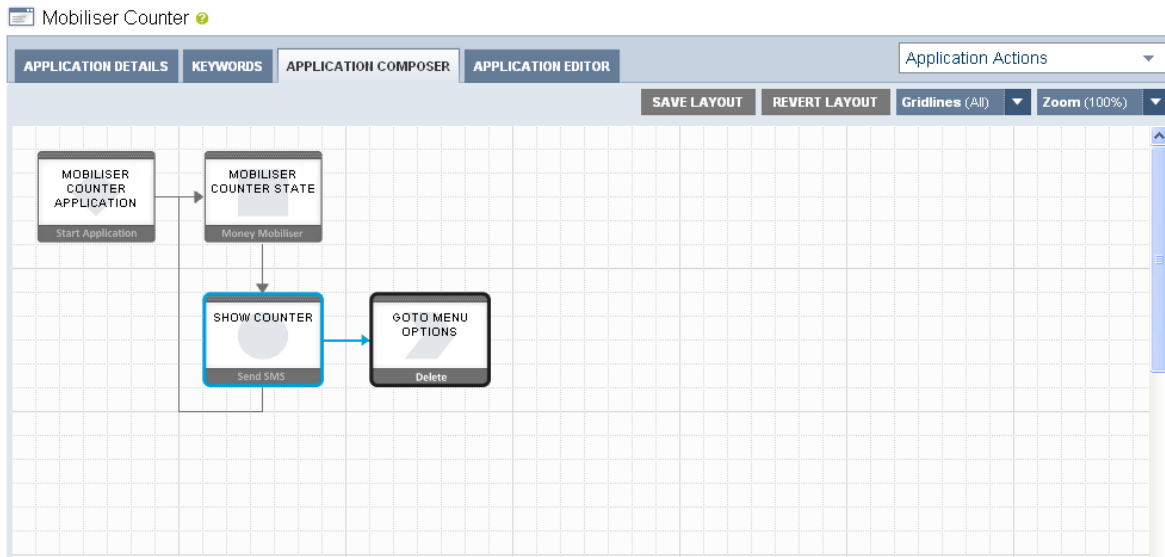 Mobiliser Counter ?
APPLICATION DETAILS
KEYWORDS
APPLICATION COMPOSER
APPLICATION EDITOR
Application Actions
SAVE LAYOUT
REVERT LAYOUT
Gridlines (All)
Zoom (100%)
MOBILISER
COUNTER
APPLICATION
Start Application
MOBILISER
COUNTER STATE
Money Mobiliser
SHOW COUNTER
Send SMS
GOTO MENU
OPTIONS
Delete